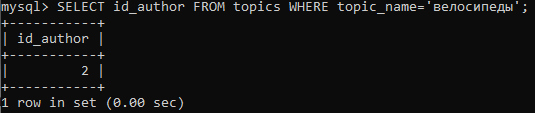 mysql> SELECT id_author FROM topics WHERE topic_name='велосипеды';
+-----------+
| id_author |
+-----------+
|         2 |
+-----------+
1 row in set (0.00 sec)